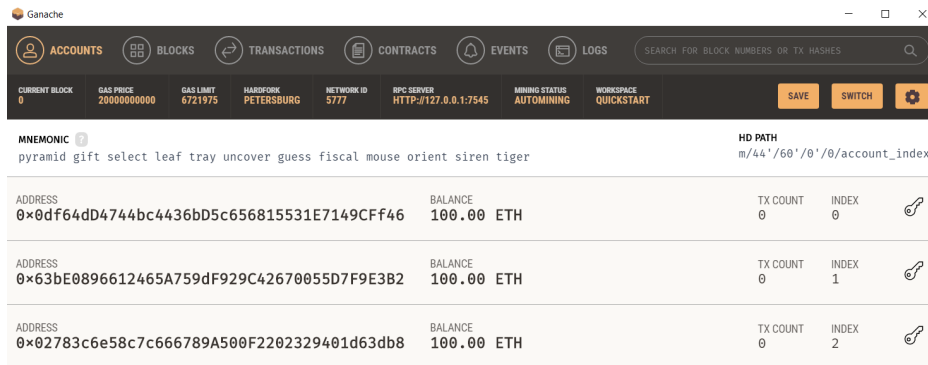 Ganache
ACCOUNTS BLOCKS TRANSACTIONS CONTRACTS EVENTS LOGS SEARCH FOR BLOCK NUMBERS OR TX HASHES
CURRENT BLOCK GAS PRICE GAS LIMIT HARDFORK NETWORK ID RPC SERVER MINING STATUS WORKSPACE
0 20000000000 6721975 PETERSBURG 5777 HTTP://127.0.0.1:7545 AUTOMINING QUICKSTART SAVE SWITCH
MNEMONIC ? HD PATH
pyramid gift select leaf tray uncover guess fiscal mouse orient siren tiger m/44'/60'/0'/0/account_index
ADDRESS BALANCE TX COUNT INDEX
0×0df64dD4744bc4436bD5c656815531E7149CFf46 100.00 ETH 0 0
ADDRESS BALANCE TX COUNT INDEX
0×63bE0896612465A759dF929C42670055D7F9E3B2 100.00 ETH 0 1
ADDRESS BALANCE TX COUNT INDEX
0×02783c6e58c7c666789A500F2202329401d63db8 100.00 ETH 0 2